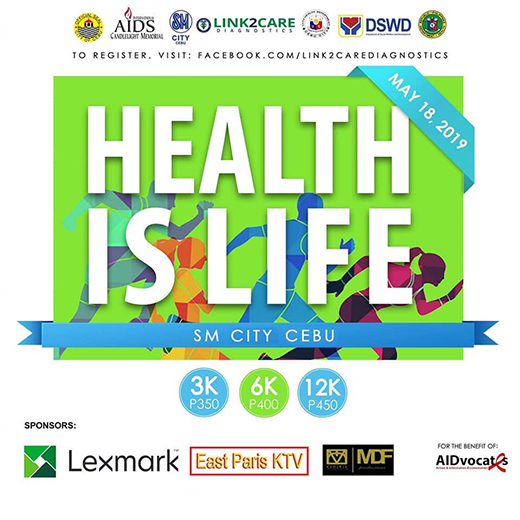 INTERNATIONAL
AIDS
CANDLELIGHT MEMORIAL
SM
CITY
CEBU
LINK2CARE
DIAGNOSTICS
DSWD
TO REGISTER, VISIT: FACEBOOK.COM/LINK2CAREDIAGNOSTICS
MAY 18, 2019
HEALTH
IS LIFE
SM CITY CEBU
3K
P350
6K
P400
12K
P450
SPONSORS:
FOR THE BENEFIT OF:
Lexmark™
East Paris KTV
MDF
AIDvocates